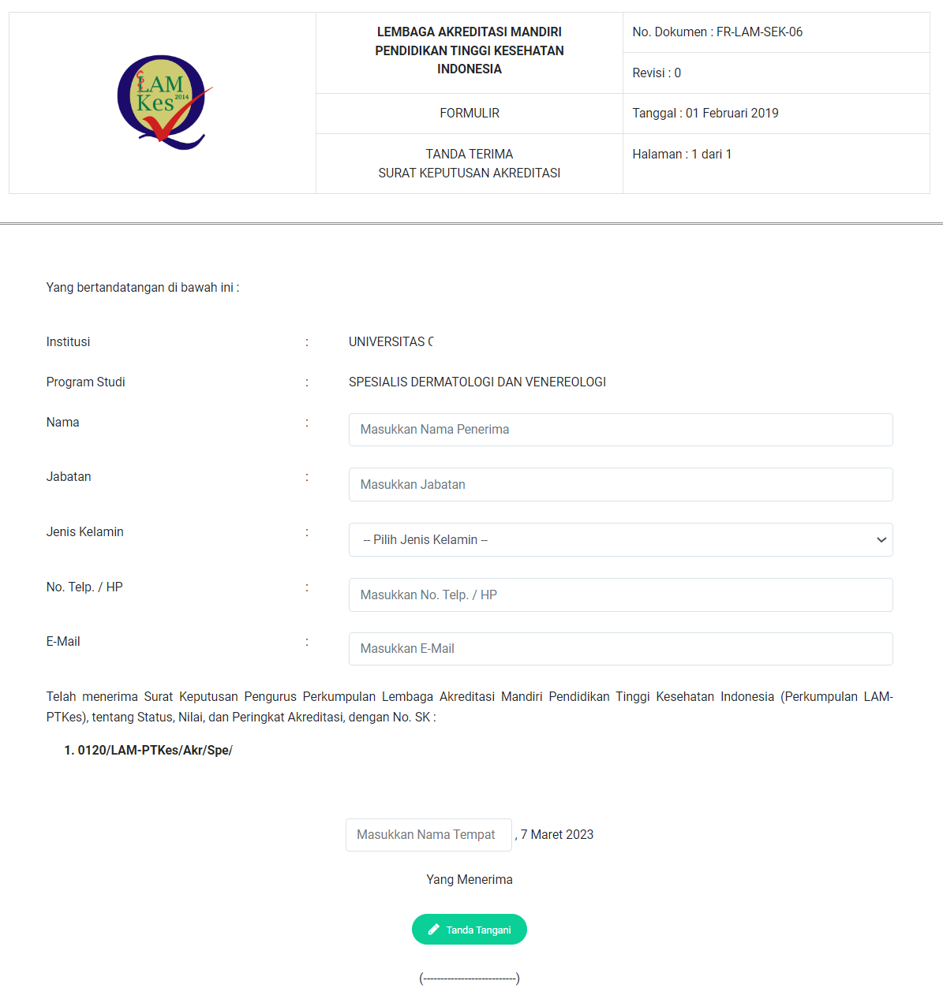 LAM
Kes 2014
LEMBAGA AKREDITASI MANDIRI
PENDIDIKAN TINGGI KESEHATAN
INDONESIA
No. Dokumen : FR-LAM-SEK-06
Revisi : 0
FORMULIR
Tanggal : 01 Februari 2019
TANDA TERIMA
SURAT KEPUTUSAN AKREDITASI
Halaman : 1 dari 1
Yang bertandatangan di bawah ini :
Institusi : UNIVERSITAS
Program Studi : SPESIALIS DERMATOLOGI DAN VENEREOLOGI
Nama : Masukkan Nama Penerima
Jabatan : Masukkan Jabatan
Jenis Kelamin : -- Pilih Jenis Kelamin --
No. Telp. / HP : Masukkan No. Telp. / HP
E-Mail : Masukkan E-Mail
Telah menerima Surat Keputusan Pengurus Perkumpulan Lembaga Akreditasi Mandiri Pendidikan Tinggi Kesehatan Indonesia (Perkumpulan LAM-
PTKes), tentang Status, Nilai, dan Peringkat Akreditasi, dengan No. SK :
1. 0120/LAM-PTKes/Akr/Spe/
Masukkan Nama Tempat , 7 Maret 2023
Yang Menerima
Tanda Tangani
(---------------------------)